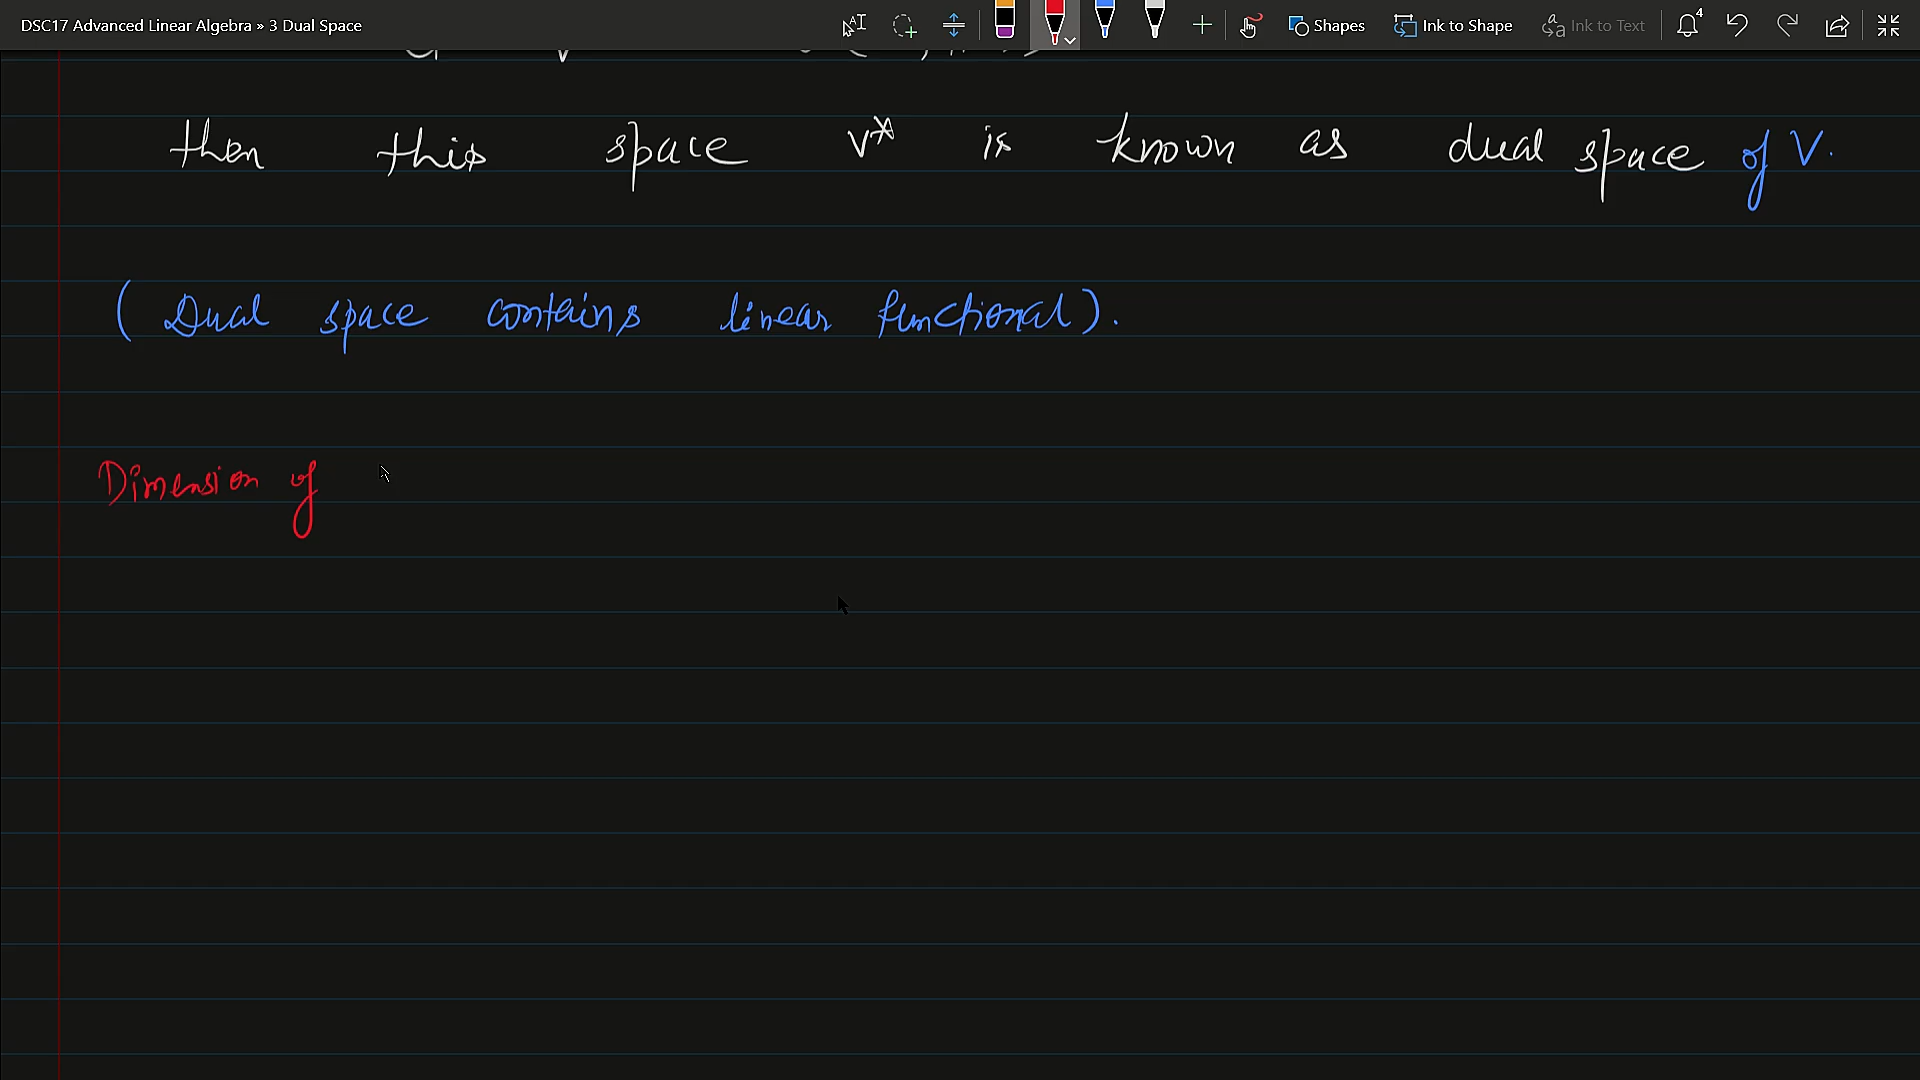 DSC17 Advanced Linear Algebra » 3 Dual Space Shapes Ink to Shape Ink to Text 4
then this space V* is known as dual space of V.
( Dual space contains linear functional ).
Dimension of